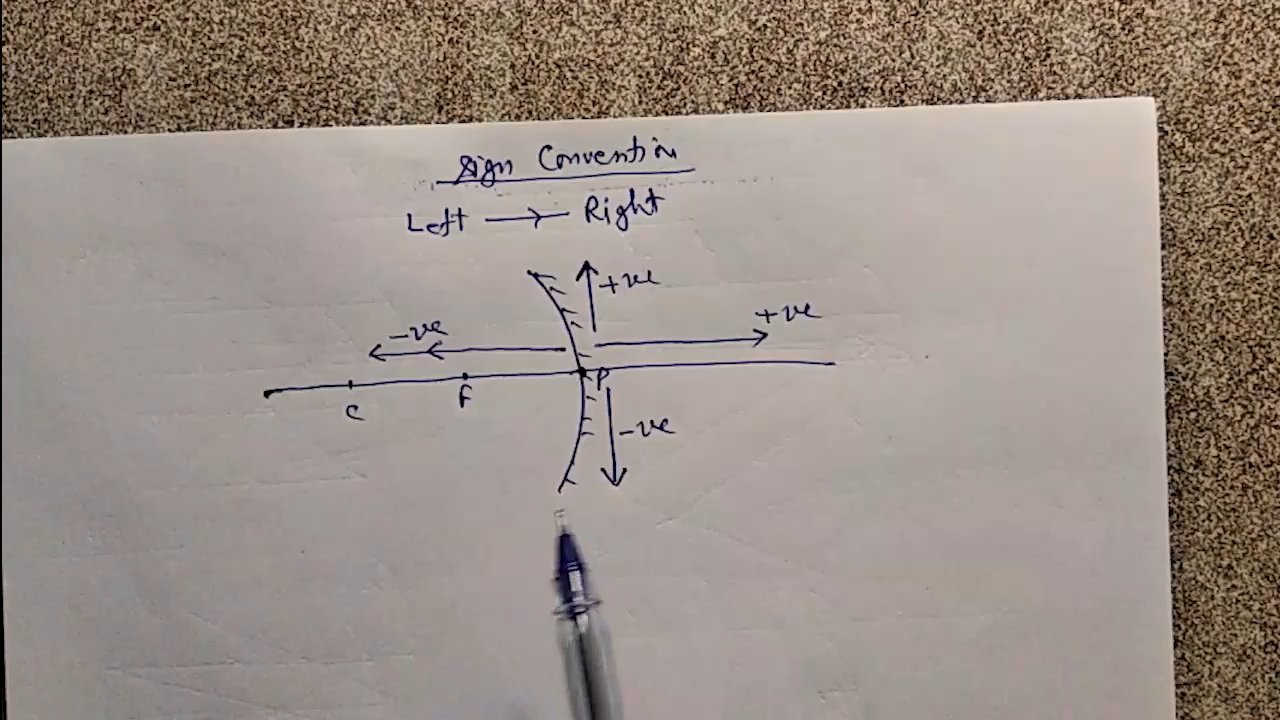 Sign Convention
Left → Right
+ve
-ve
+ve
C
F
P
-ve